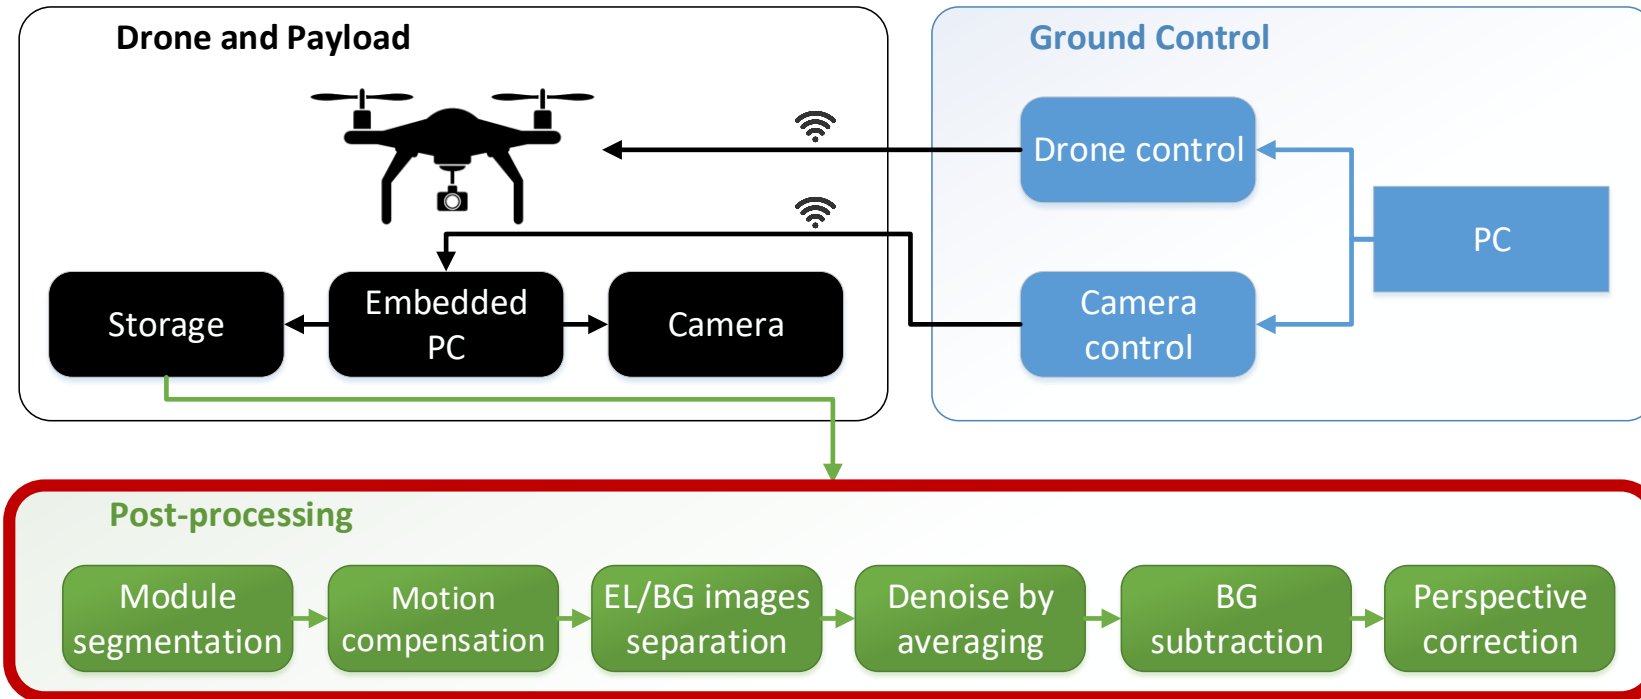 Drone and Payload
Ground Control
Drone control
PC
Storage
Embedded
PC
Camera
Camera
control
Post-processing
Module
segmentation
Motion
compensation
EL/BG images
separation
Denoise by
averaging
BG
subtraction
Perspective
correction